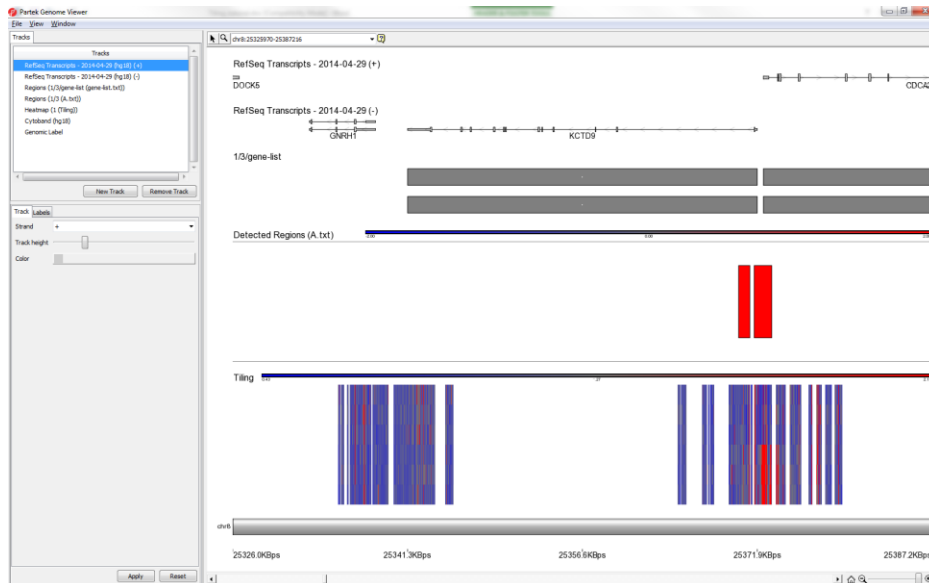 Partek Genome Viewer
File View Window
Tracks
Tracks
RefSeq Transcripts - 2014-04-29 (hg18) (+)
RefSeq Transcripts - 2014-04-29 (hg18) (-)
Regions (1/3/gene-list (gene-list.txt))
Regions (1/3 (A.txt))
Heatmap (1 (Tiling))
Cytoband (hg18)
Genomic Label
New Track Remove Track
Track Labels
Strand +
Track height
Color
Apply Reset
chr8:25325970-25387216
RefSeq Transcripts - 2014-04-29 (+)
DOCK5 CDCA2
RefSeq Transcripts - 2014-04-29 (-)
GNRH1 KCTD9
1/3/gene-list
Detected Regions (A.txt)
Tiling
chr8
25326.0KBps 25341.3KBps 25356.6KBps 25371.9KBps 25387.2KBps